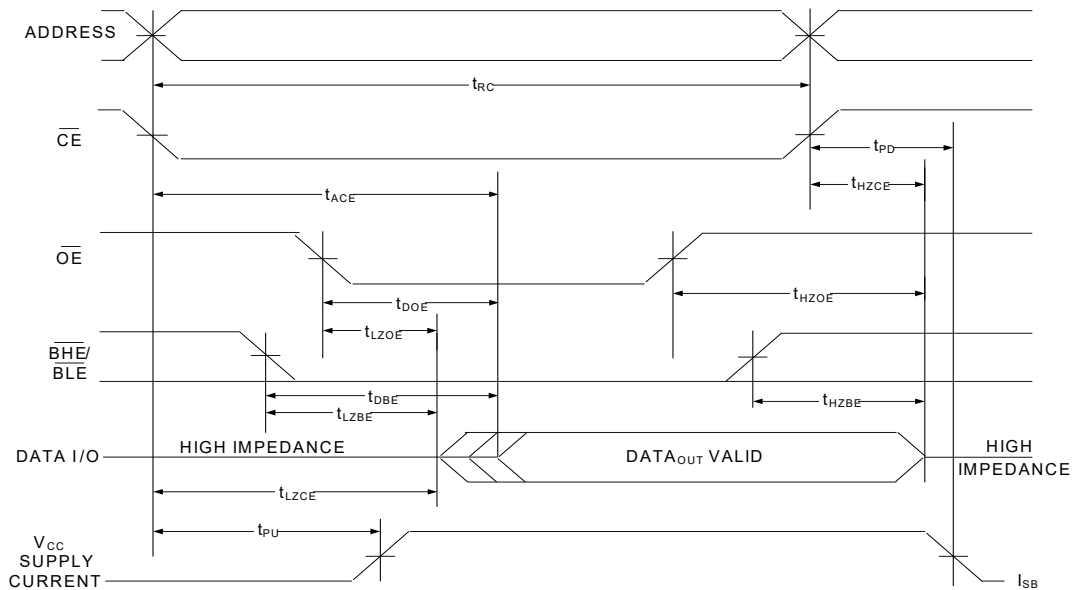 ADDRESS
tRC
CE
tPD
tHZCE
tACE
OE
tHZOE
tDOE
tLZOE
BHE/
BLE
tDBE
tHZBE
tLZBE
HIGH IMPEDANCE
DATA I/O
DATAOUT VALID
HIGH
IMPEDANCE
tLZCE
tPU
VCC
SUPPLY
CURRENT
ISB